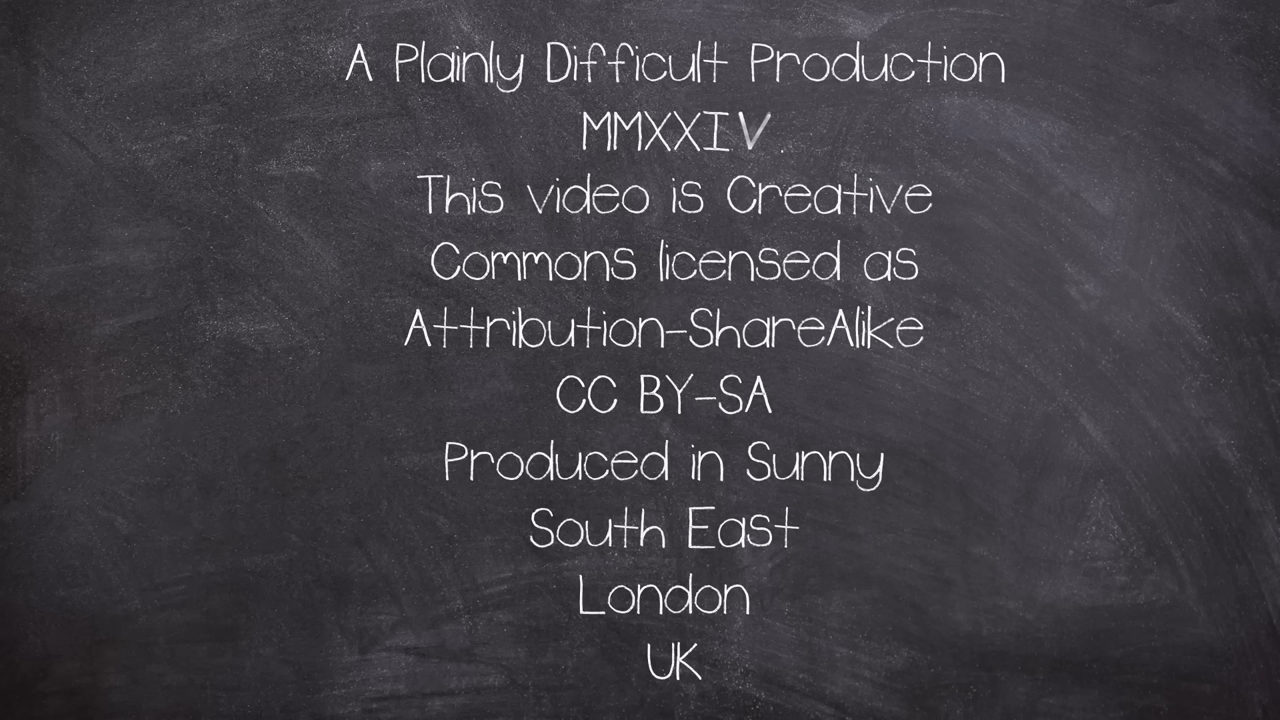 A Plainly Difficult Production
MMXXIV.
This video is Creative
Commons licensed as
Attribution-ShareAlike
CC BY-SA
Produced in Sunny
South East
London
UK